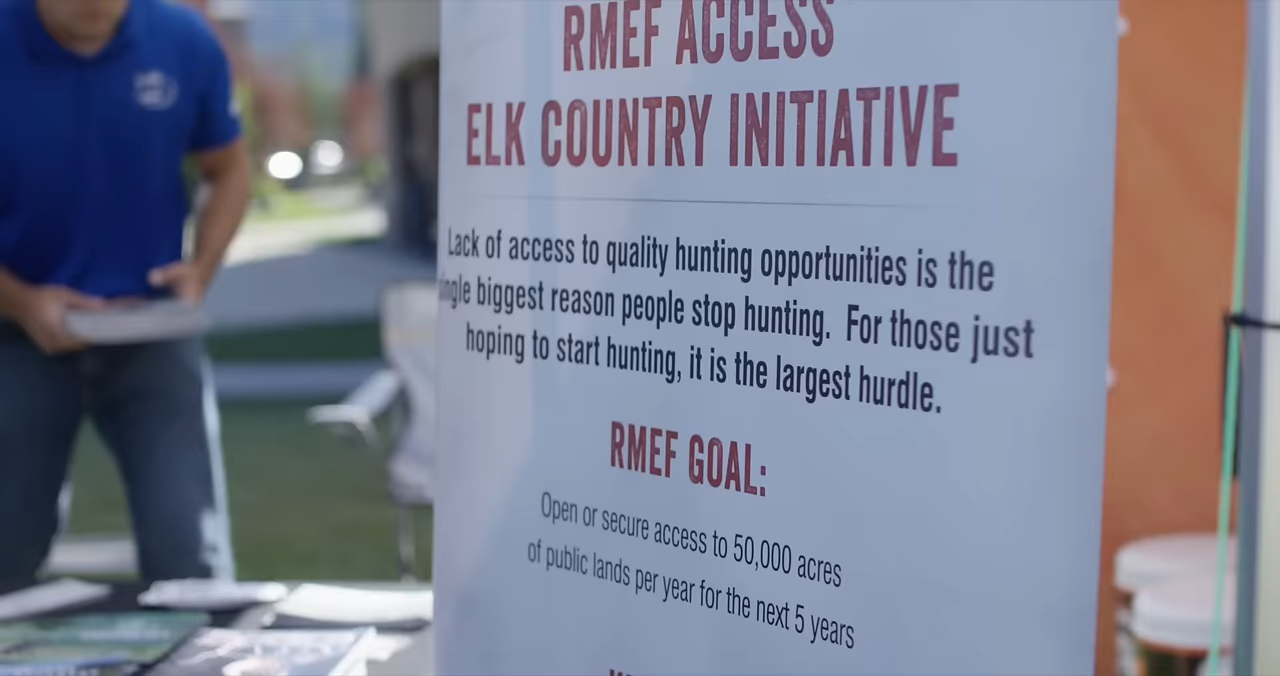 RMEF ACCESS
ELK COUNTRY INITIATIVE
Lack of access to quality hunting opportunities is the
ingle biggest reason people stop hunting. For those just
hoping to start hunting, it is the largest hurdle.
RMEF GOAL:
Open or secure access to 50,000 acres
of public lands per year for the next 5 years